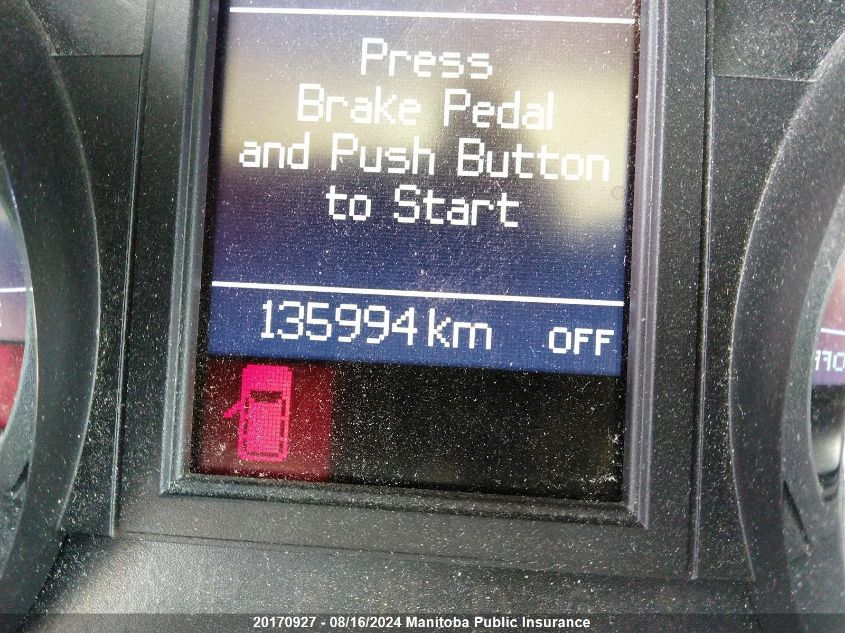 Press
Brake Pedal
and Push Button
to Start
135994 km OFF
20170927 - 08/16/2024 Manitoba Public Insurance